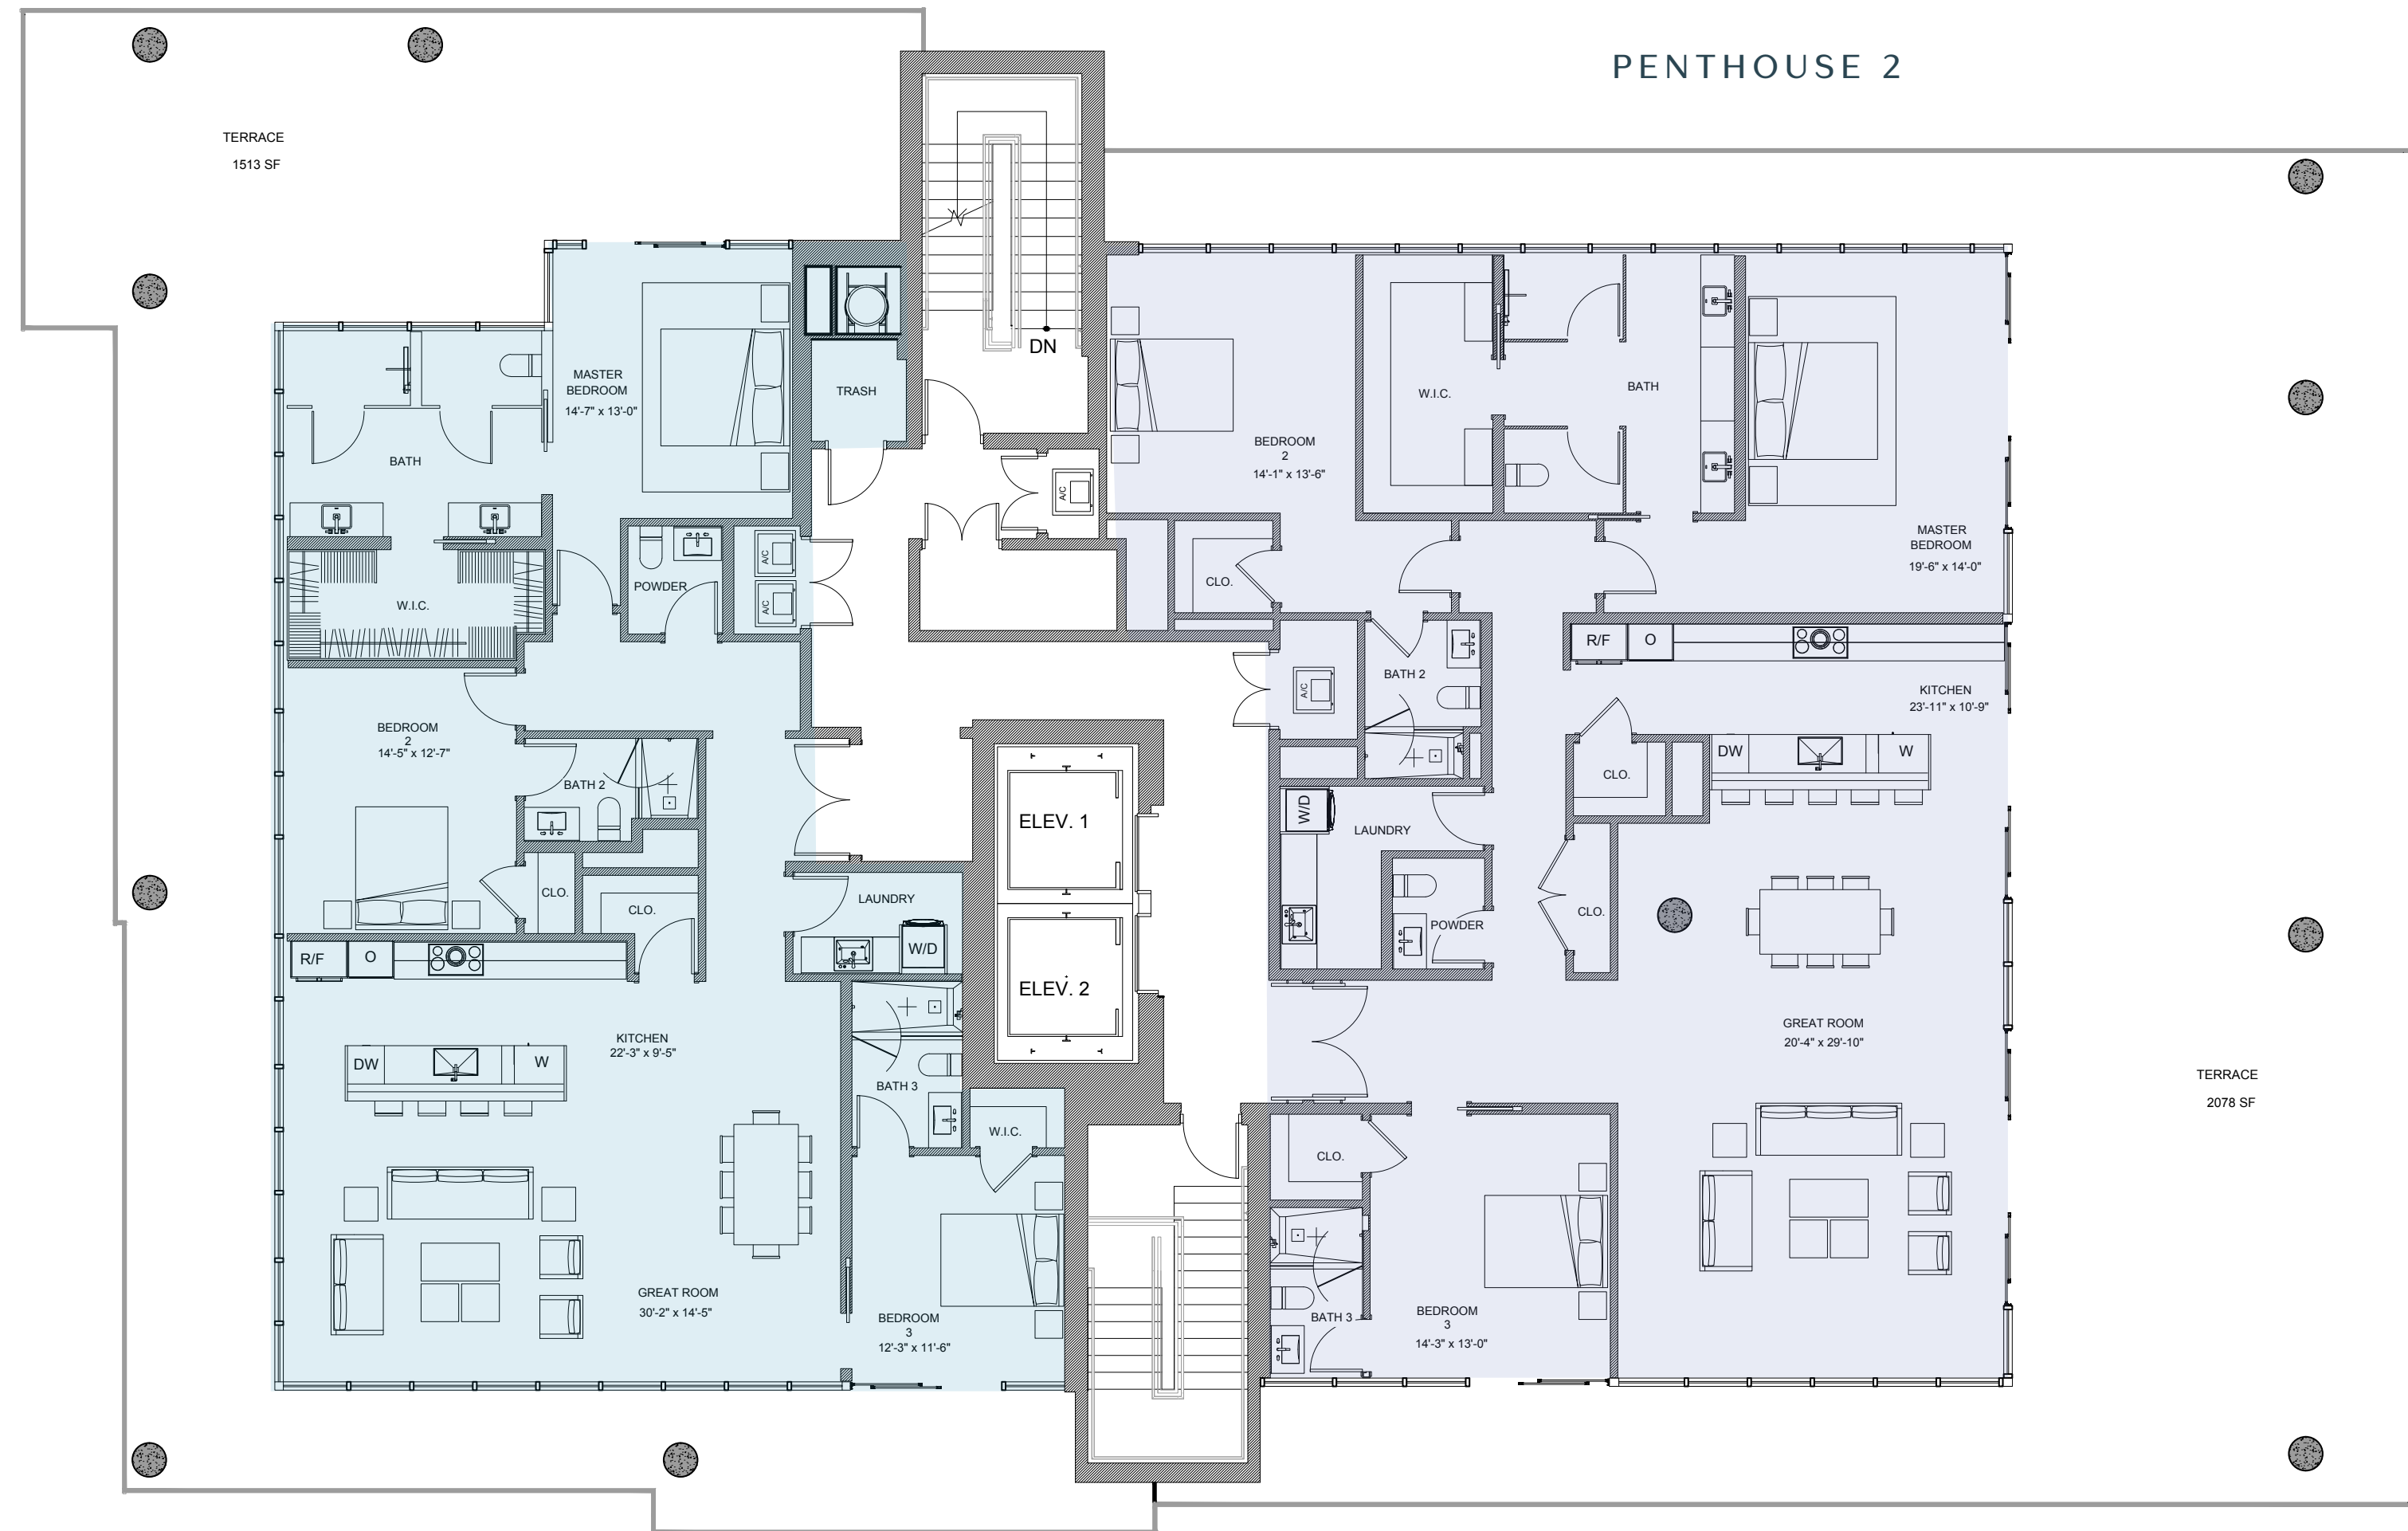 PENTHOUSE 2
TERRACE
1513 SF
DN
MASTER
BEDROOM
14'-7" x 13'-0"
TRASH
BATH
A/C
A/C
A/C
POWDER
W.I.C.
BEDROOM
2
14'-5" x 12'-7"
BATH 2
CLO.
CLO.
LAUNDRY
W/D
R/F
O
KITCHEN
22'-3" x 9'-5"
DW
W
BATH 3
W.I.C.
GREAT ROOM
30'-2" x 14'-5"
BEDROOM
3
12'-3" x 11'-6"
ELEV. 1
ELEV. 2
BEDROOM
2
14'-1" x 13'-6"
W.I.C.
BATH
MASTER
BEDROOM
19'-6" x 14'-0"
CLO.
A/C
BATH 2
R/F
O
KITCHEN
23'-11" x 10'-9"
DW
W
CLO.
W/D
LAUNDRY
POWDER
CLO.
GREAT ROOM
20'-4" x 29'-10"
TERRACE
2078 SF
CLO.
BATH 3
BEDROOM
3
14'-3" x 13'-0"